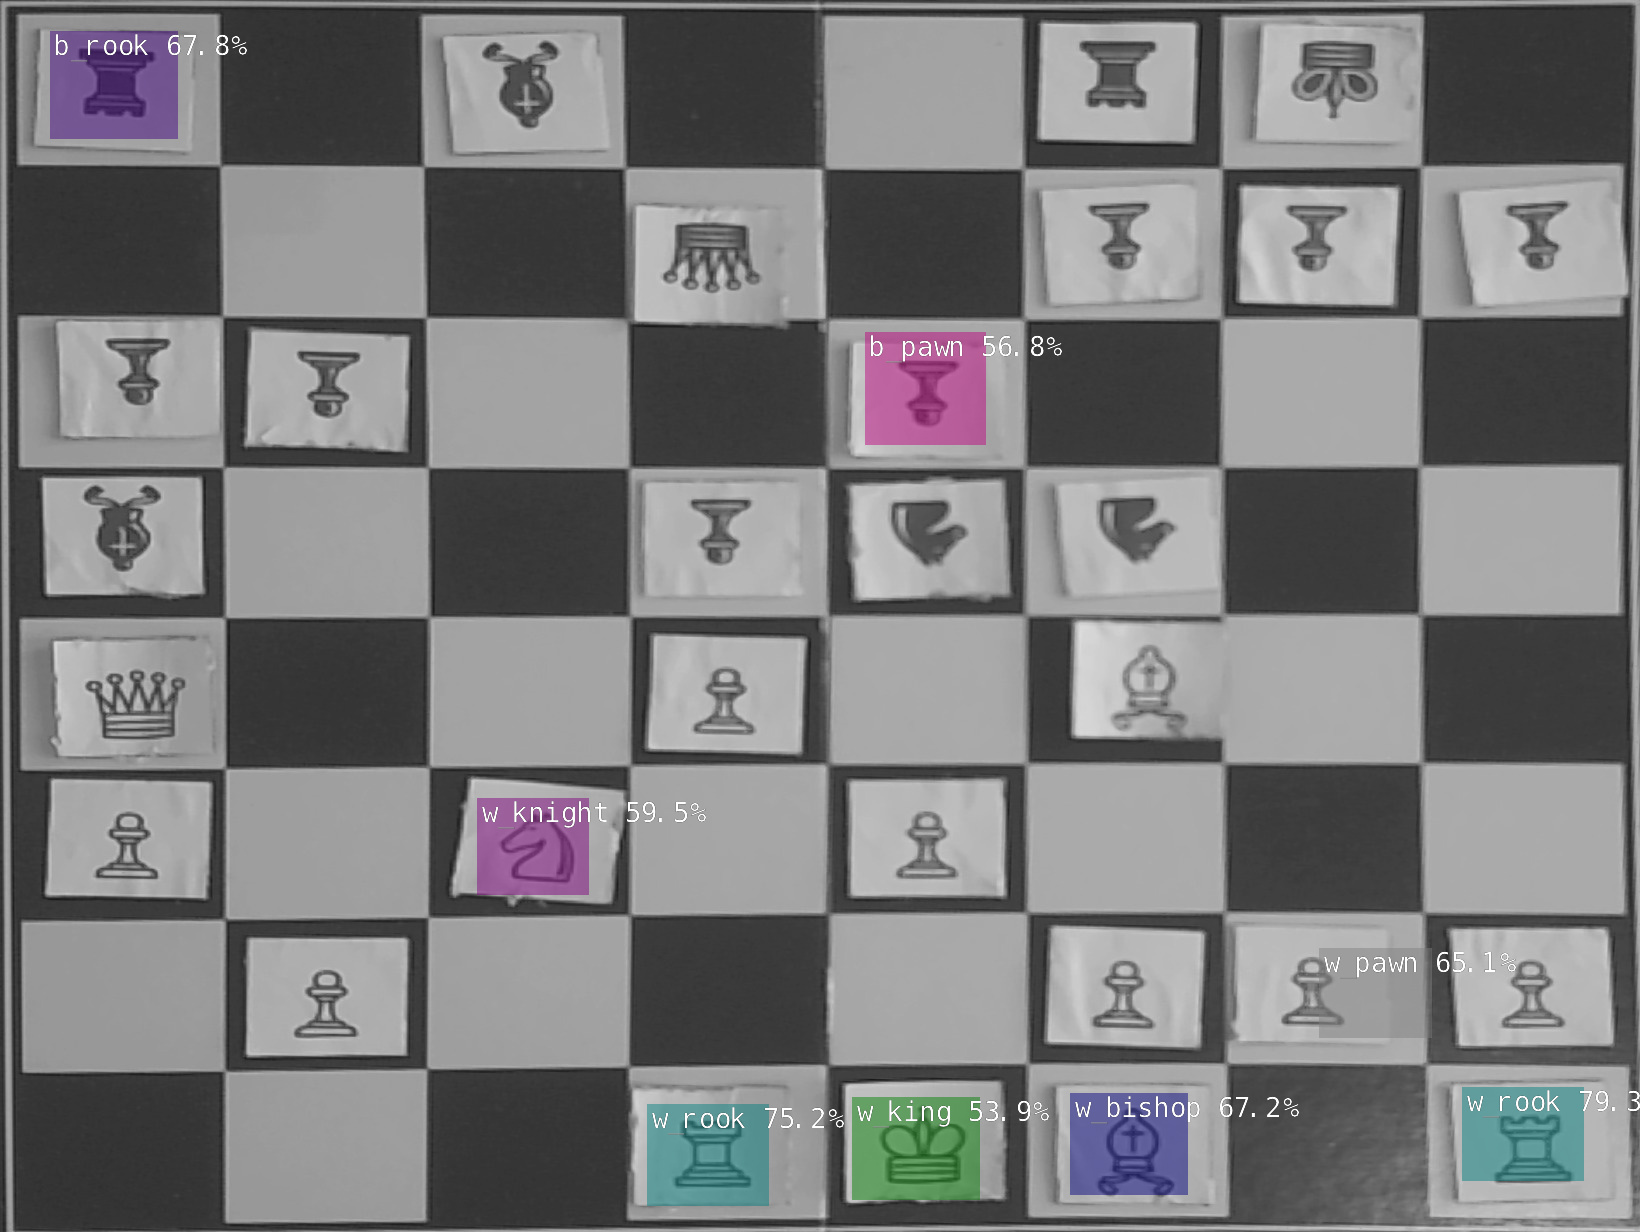 b_rook 67.8%
b_pawn 56.8%
w_knight 59.5%
w_pawn 65.1%
w_rook 75.2%
w_king 53.9%
w_bishop 67.2%
w_rook 79.3